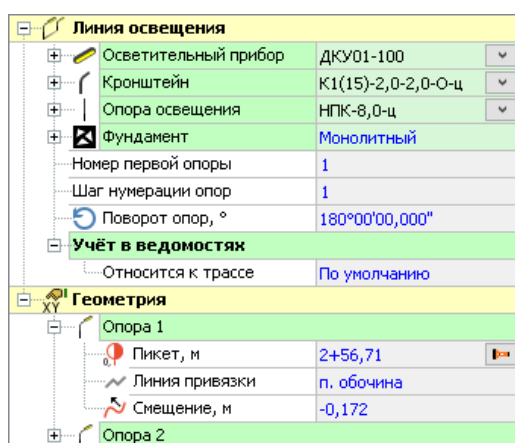 Линия освещения
Осветительный прибор ДКУ01-100
Кронштейн К1(15)-2,0-2,0-О-ц
Опора освещения НПК-8,0-ц
Фундамент Монолитный
Номер первой опоры 1
Шаг нумерации опор 1
Поворот опор, ° 180°00'00,000"
Учёт в ведомостях
Относится к трассе По умолчанию
XY Геометрия
Опора 1
0, Пикет, м 2+56,71
Линия привязки п. обочина
Смещение, м -0,172
Опора 2